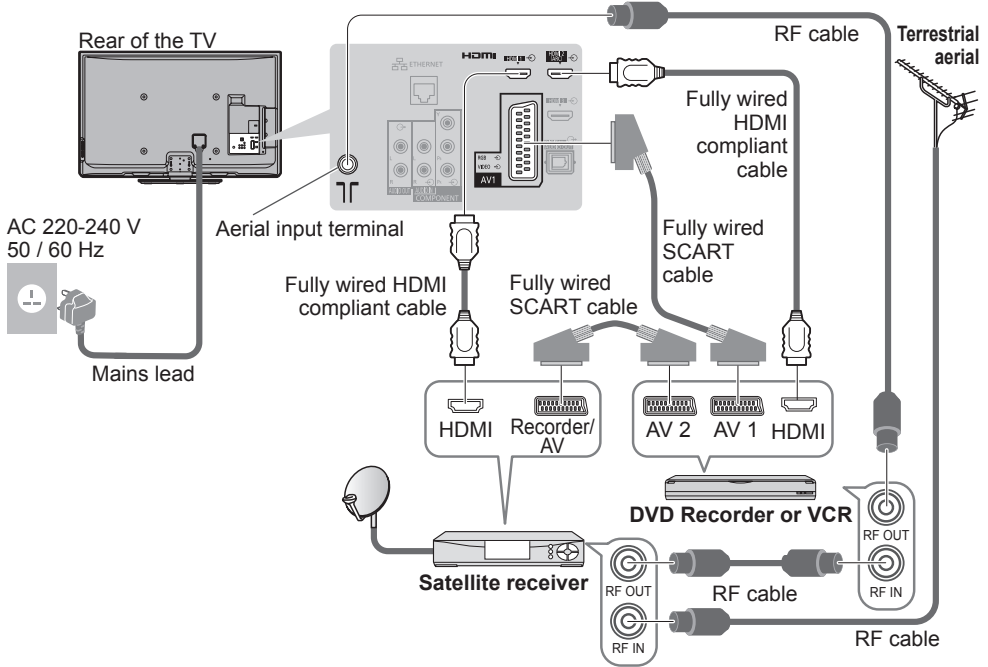 RF cable
Terrestrial
aerial
Rear of the TV
HDMI
ETHERNET
Fully wired
HDMI
compliant
cable
RGB
VIDEO
AV1
COMPONENT
AC 220-240 V
50 / 60 Hz
Aerial input terminal
Fully wired
SCART
cable
Fully wired HDMI
compliant cable
Fully wired
SCART cable
Mains lead
HDMI
Recorder/
AV
AV 2
AV 1
HDMI
DVD Recorder or VCR
RF OUT
RF IN
Satellite receiver
RF OUT
RF IN
RF cable
RF cable